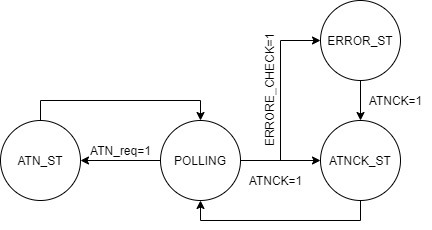 ERROR_ST
ERRORE_CHECK=1
ATNCK=1
ATN_req=1
ATN_ST
POLLING
ATNCK_ST
ATNCK=1